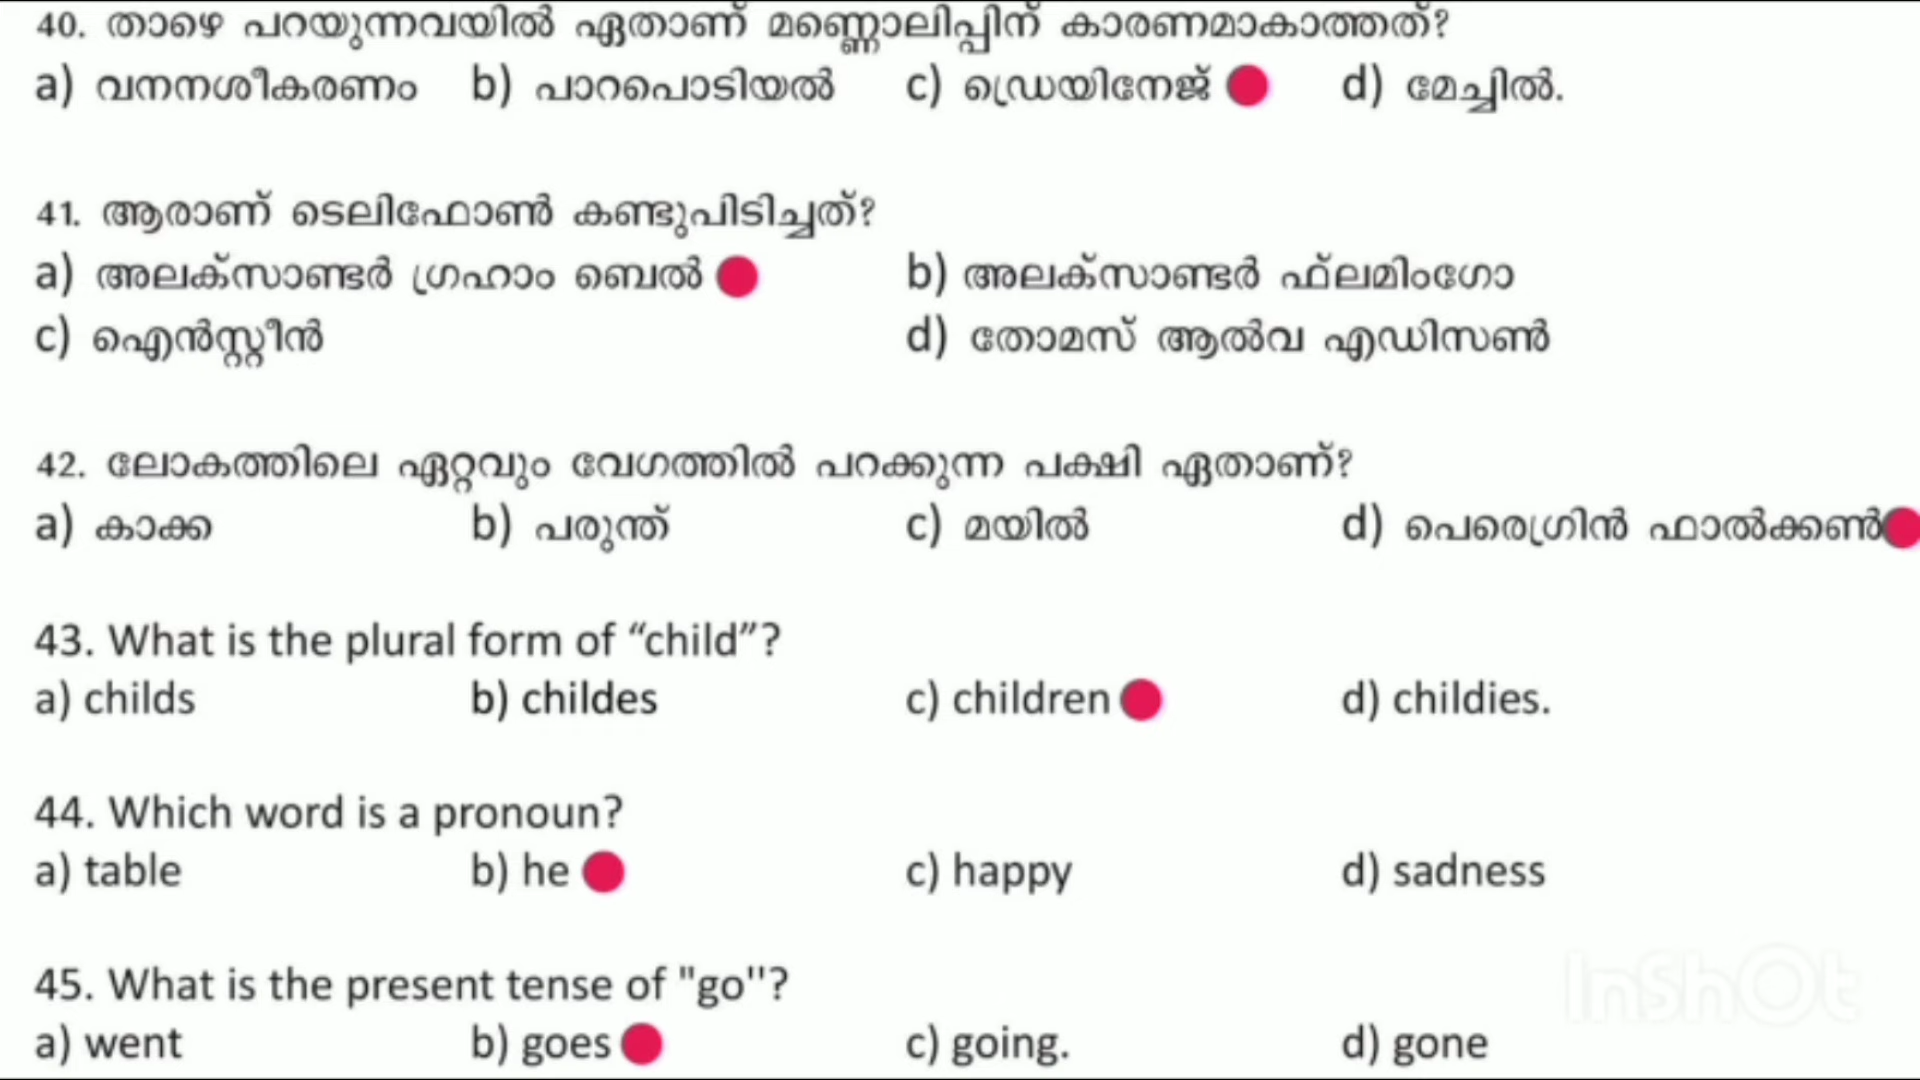 40. താഴെ പറയുന്നവയിൽ ഏതാണ് മണ്ണൊലിപ്പിന് കാരണമാകാത്തത്?
a) വനനശീകരണം b) പാറപൊടിയൽ c) ഡ്രെയിനേജ് d) മേച്ചിൽ.
41. ആരാണ് ടെലിഫോൺ കണ്ടുപിടിച്ചത്?
a) അലക്സാണ്ടർ ഗ്രഹാം ബെൽ b) അലക്സാണ്ടർ ഫ്ലമിംഗോ
c) ഐൻസ്റ്റീൻ d) തോമസ് ആൽവ എഡിസൺ
42. ലോകത്തിലെ ഏറ്റവും വേഗത്തിൽ പറക്കുന്ന പക്ഷി ഏതാണ്?
a) കാക്ക b) പരുന്ത് c) മയിൽ d) പെരെഗ്രിൻ ഫാൽക്കൺ
43. What is the plural form of “child”?
a) childs b) childes c) children d) childies.
44. Which word is a pronoun?
a) table b) he c) happy d) sadness
45. What is the present tense of "go''?
a) went b) goes c) going. d) gone
InShOt